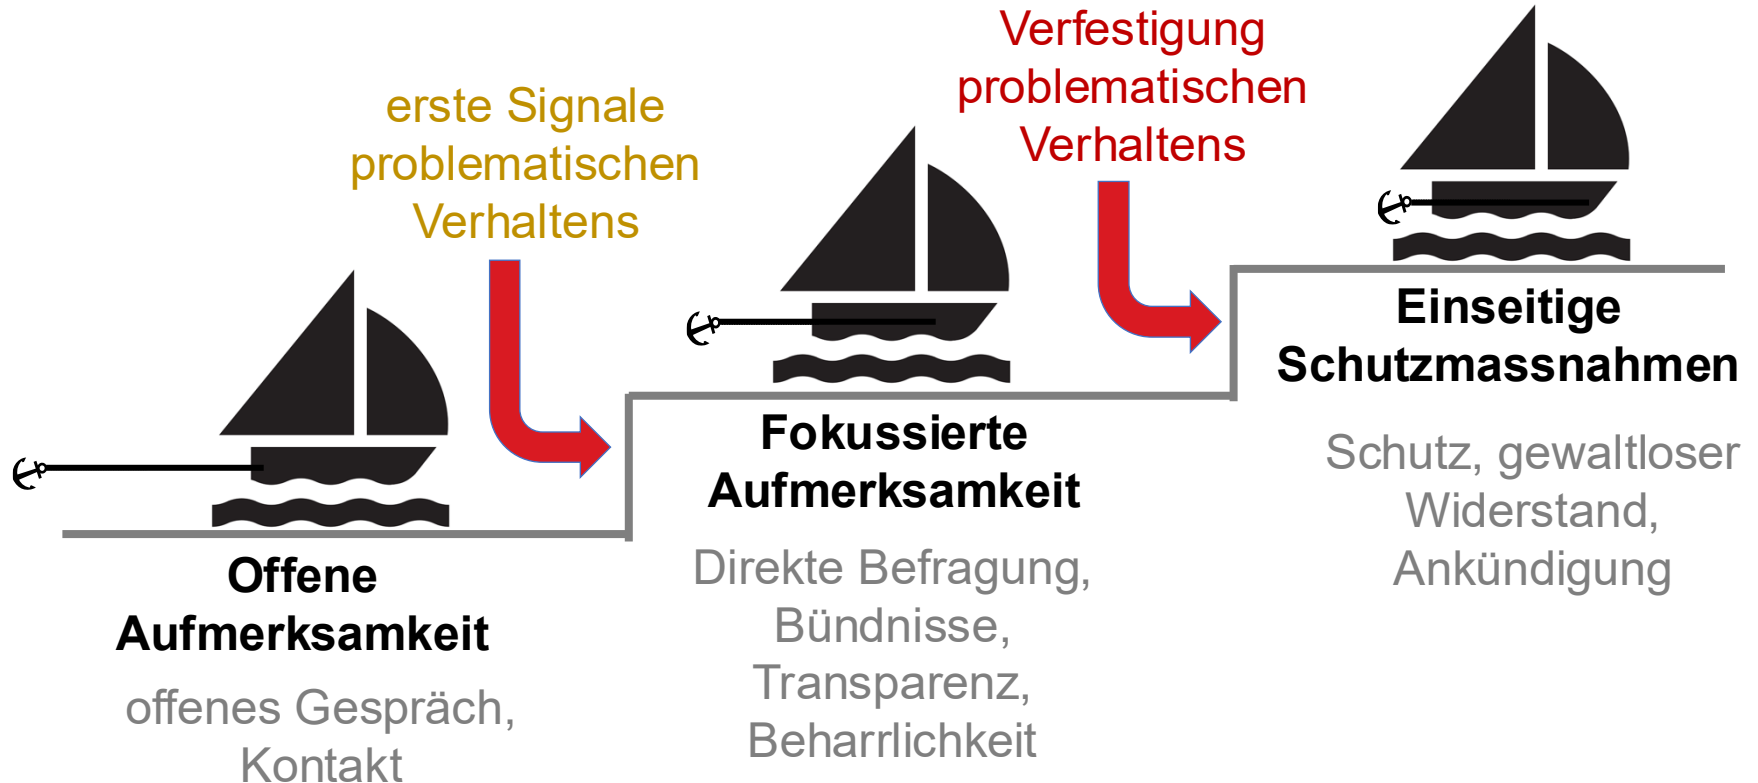 erste Signale
problematischen
Verhaltens
Verfestigung
problematischen
Verhaltens
Offene
Aufmerksamkeit
offenes Gespräch,
Kontakt
Fokussierte
Aufmerksamkeit
Direkte Befragung,
Bündnisse,
Transparenz,
Beharrlichkeit
Einseitige
Schutzmassnahmen
Schutz, gewaltloser
Widerstand,
Ankündigung